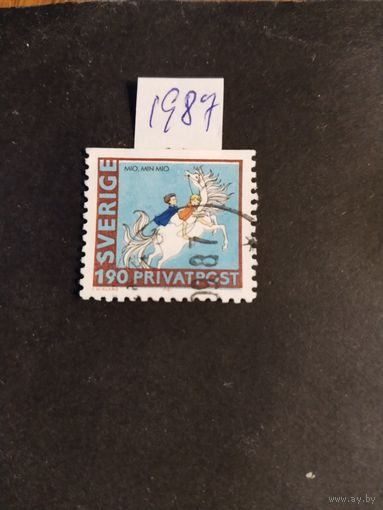 1987
SVERIGE
MIO, MIN MIO
190 PRIVATPOST
www.ay.by